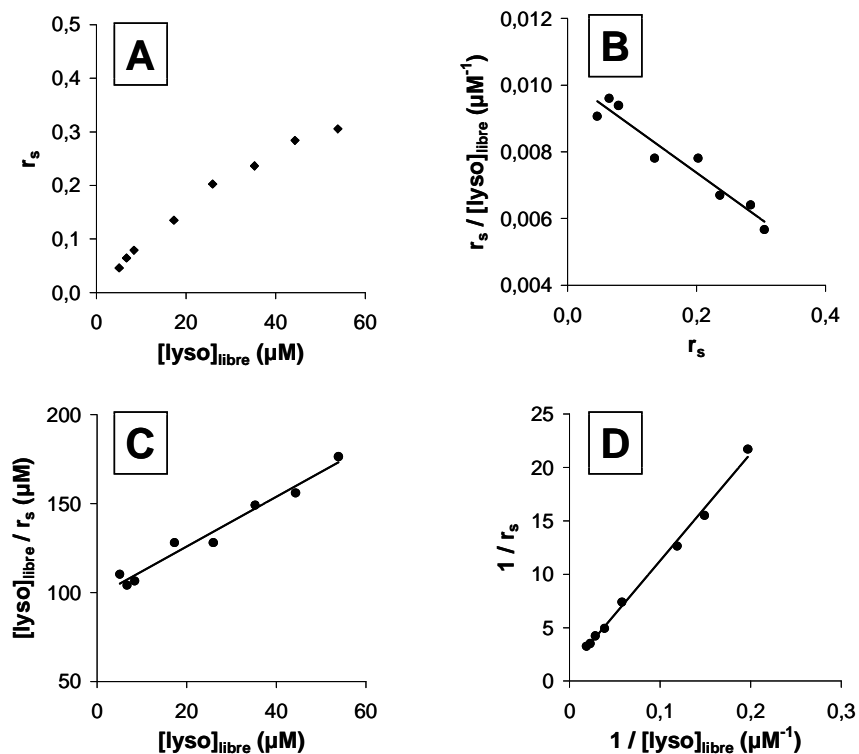 A
0,5
0,4
0,3
0,2
0,1
0,0
r_s
0 20 40 60
[lyso]_libre (µM)
B
0,012
0,010
0,008
0,006
0,004
r_s / [lyso]_libre (µM⁻¹)
0,0 0,2 0,4
r_s
C
200
150
100
50
[lyso]_libre / r_s (µM)
0 20 40 60
[lyso]_libre (µM)
D
25
20
15
10
5
0
1 / r_s
0 0,1 0,2 0,3
1 / [lyso]_libre (µM⁻¹)